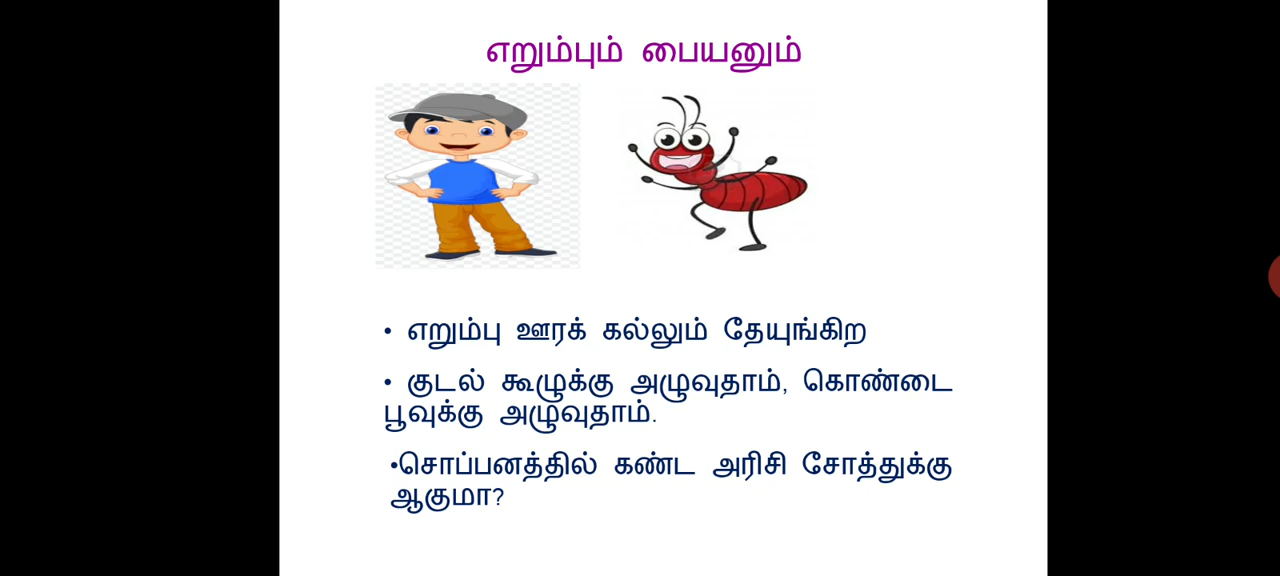 எறும்பும் பையனும்
• எறும்பு ஊரக் கல்லும் தேயுங்கிற
• குடல் கூழுக்கு அழுவுதாம், கொண்டை
பூவுக்கு அழுவுதாம்.
•சொப்பனத்தில் கண்ட அரிசி சோத்துக்கு
ஆகுமா?